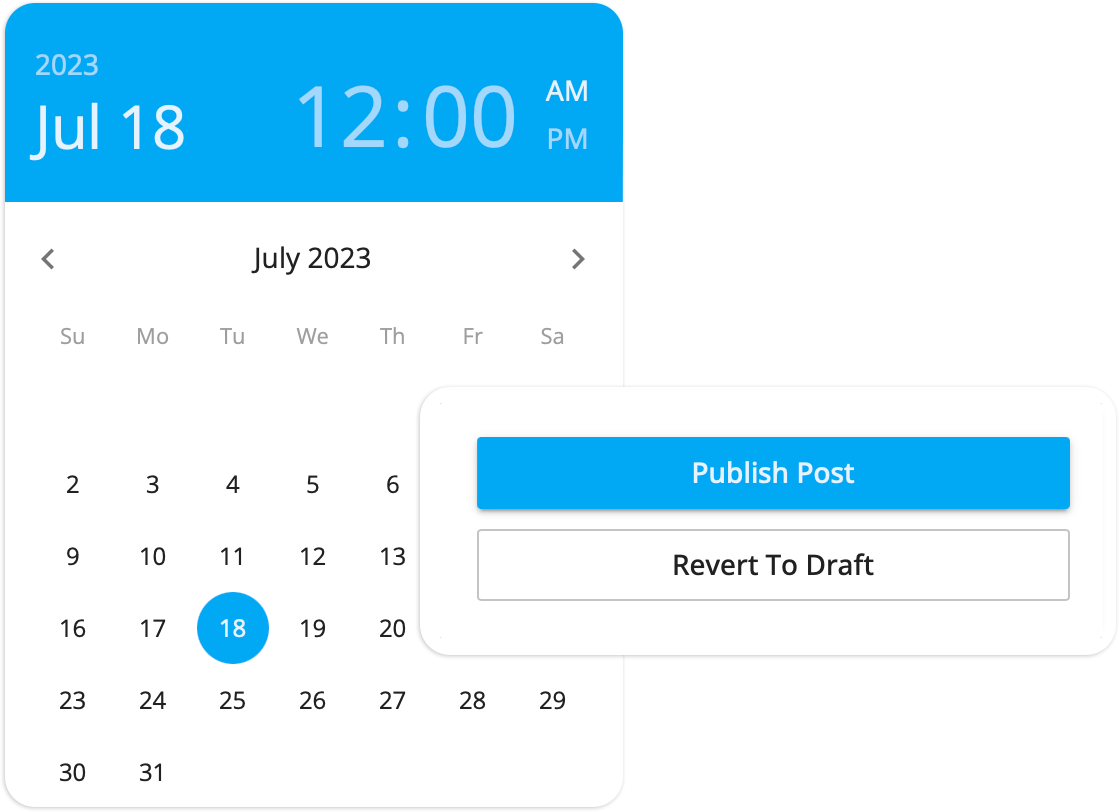 2023
Jul 18
12:00
AM
PM
July 2023
Su Mo Tu We Th Fr Sa
2 3 4 5 6
9 10 11 12 13
16 17 18 19 20
23 24 25 26 27 28 29
30 31
Publish Post
Revert To Draft